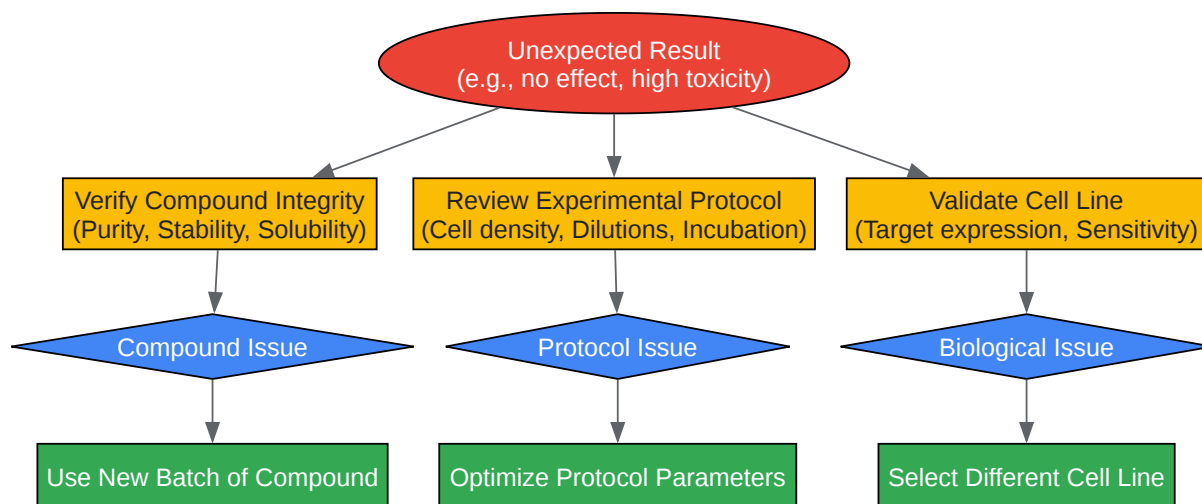 Unexpected Result
(e.g., no effect, high toxicity)
Verify Compound Integrity
(Purity, Stability, Solubility)
Review Experimental Protocol
(Cell density, Dilutions, Incubation)
Validate Cell Line
(Target expression, Sensitivity)
Compound Issue
Protocol Issue
Biological Issue
Use New Batch of Compound
Optimize Protocol Parameters
Select Different Cell Line